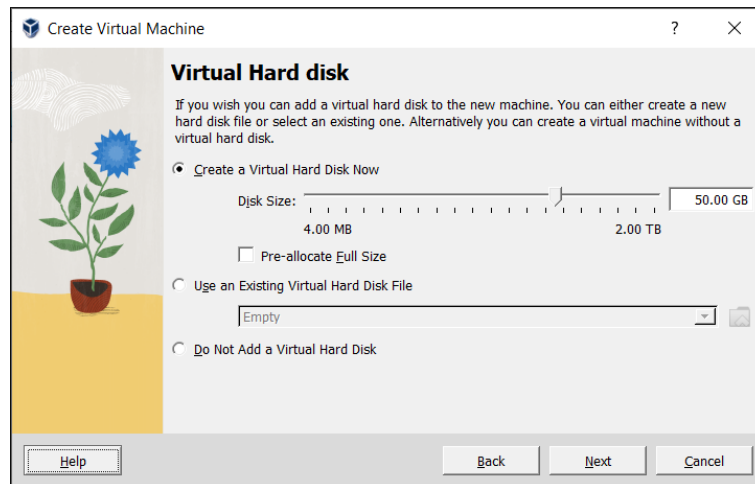 Create Virtual Machine
?
Virtual Hard disk
If you wish you can add a virtual hard disk to the new machine. You can either create a new
hard disk file or select an existing one. Alternatively you can create a virtual machine without a
virtual hard disk.
Create a Virtual Hard Disk Now
Disk Size:
50.00 GB
4.00 MB
2.00 TB
Pre-allocate Full Size
Use an Existing Virtual Hard Disk File
Empty
Do Not Add a Virtual Hard Disk
Help
Back
Next
Cancel